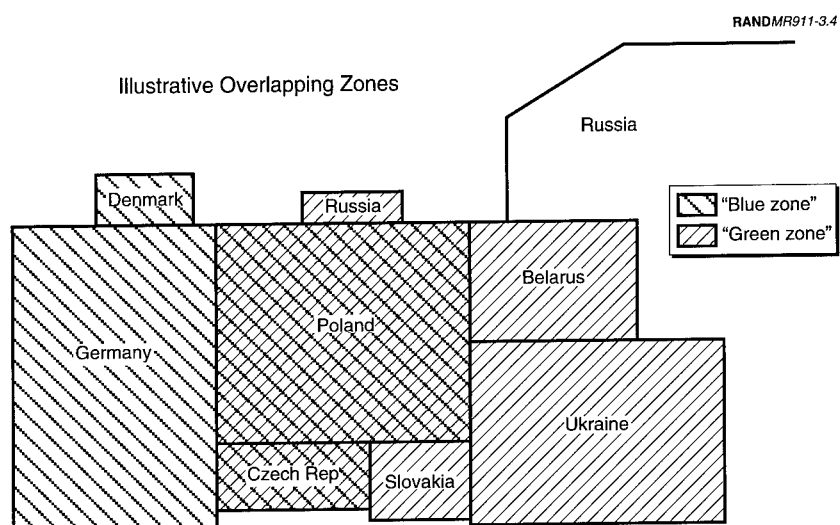 RANDMR911-3.4
Illustrative Overlapping Zones
Russia
Denmark
Russia
"Blue zone"
"Green zone"
Belarus
Poland
Germany
Ukraine
Czech Rep
Slovakia